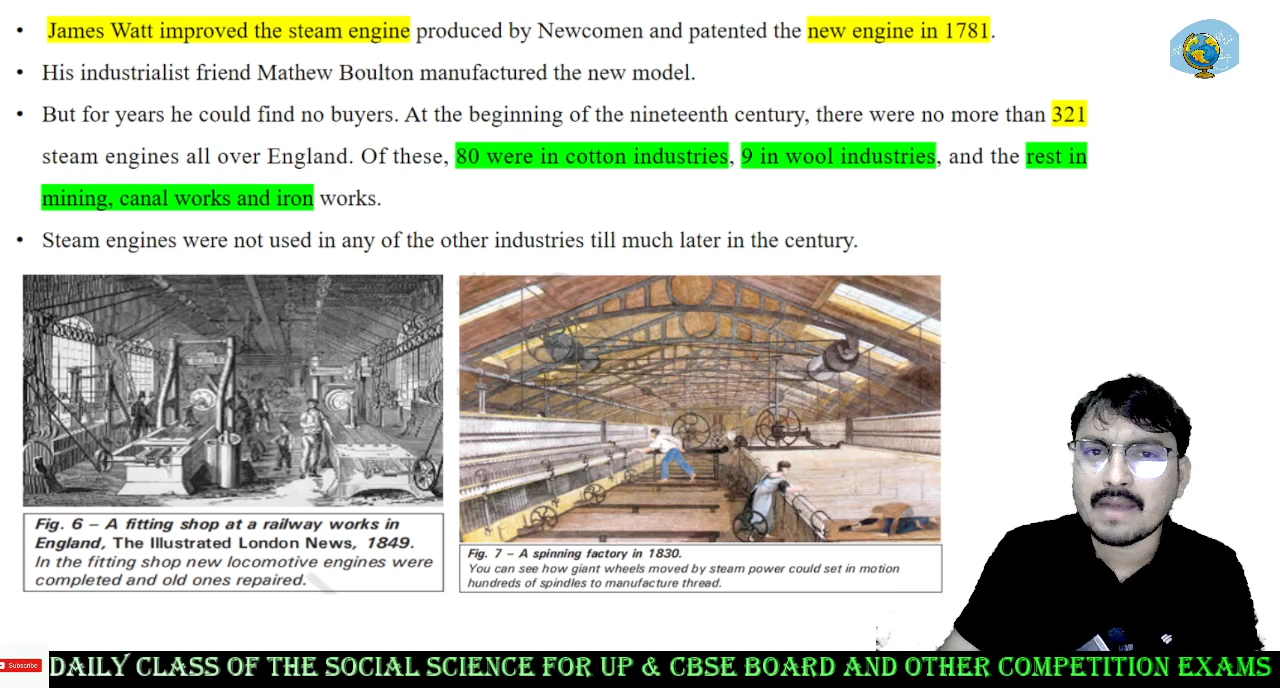 • James Watt improved the steam engine produced by Newcomen and patented the new engine in 1781.
• His industrialist friend Mathew Boulton manufactured the new model.
• But for years he could find no buyers. At the beginning of the nineteenth century, there were no more than 321
steam engines all over England. Of these, 80 were in cotton industries, 9 in wool industries, and the rest in
mining, canal works and iron works.
• Steam engines were not used in any of the other industries till much later in the century.
Fig. 6 – A fitting shop at a railway works in
England, The Illustrated London News, 1849.
In the fitting shop new locomotive engines were
completed and old ones repaired.
Fig. 7 – A spinning factory in 1830.
You can see how giant wheels moved by steam power could set in motion
hundreds of spindles to manufacture thread.
Subscribe
DAILY CLASS OF THE SOCIAL SCIENCE FOR UP & CBSE BOARD AND OTHER COMPETITION EXAMS